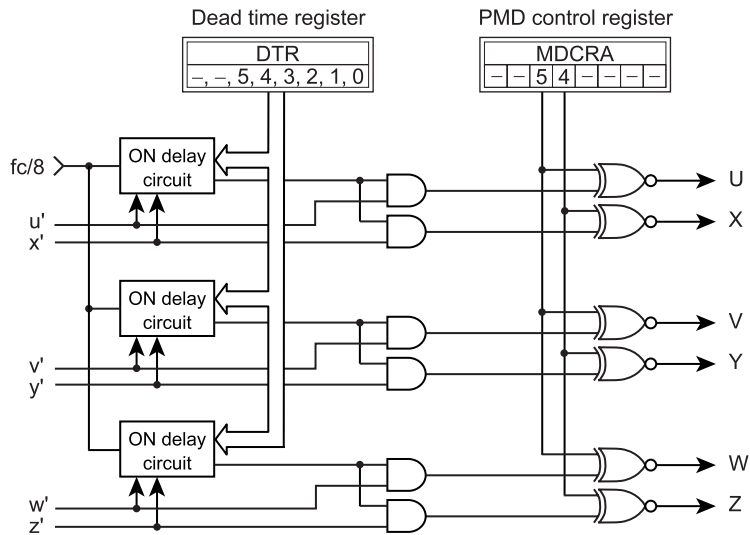 Dead time register
PMD control register
DTR
MDCRA
–, –, 5, 4, 3, 2, 1, 0
– – 5 4 – – – –
fc/8
ON delay
circuit
U
u'
X
x'
ON delay
circuit
V
v'
Y
y'
ON delay
circuit
W
w'
Z
z'